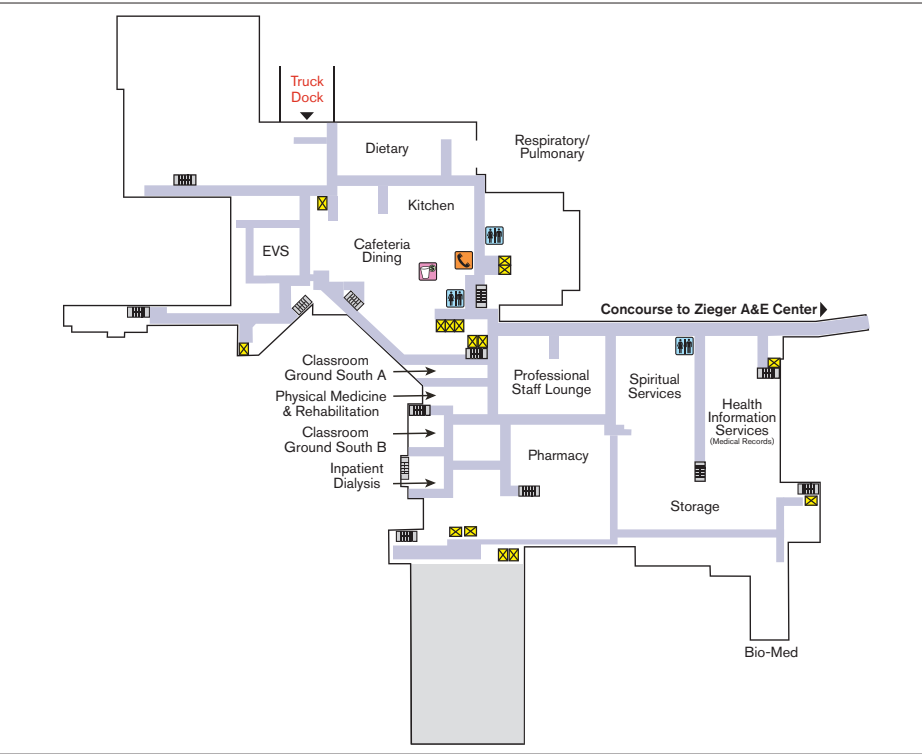 Truck
Dock
Dietary
Respiratory/
Pulmonary
Kitchen
Cafeteria
Dining
EVS
Concourse to Zieger A&E Center
Classroom
Ground South A
Physical Medicine
& Rehabilitation
Classroom
Ground South B
Inpatient
Dialysis
Professional
Staff Lounge
Spiritual
Services
Health
Information
Services
(Medical Records)
Pharmacy
Storage
Bio-Med